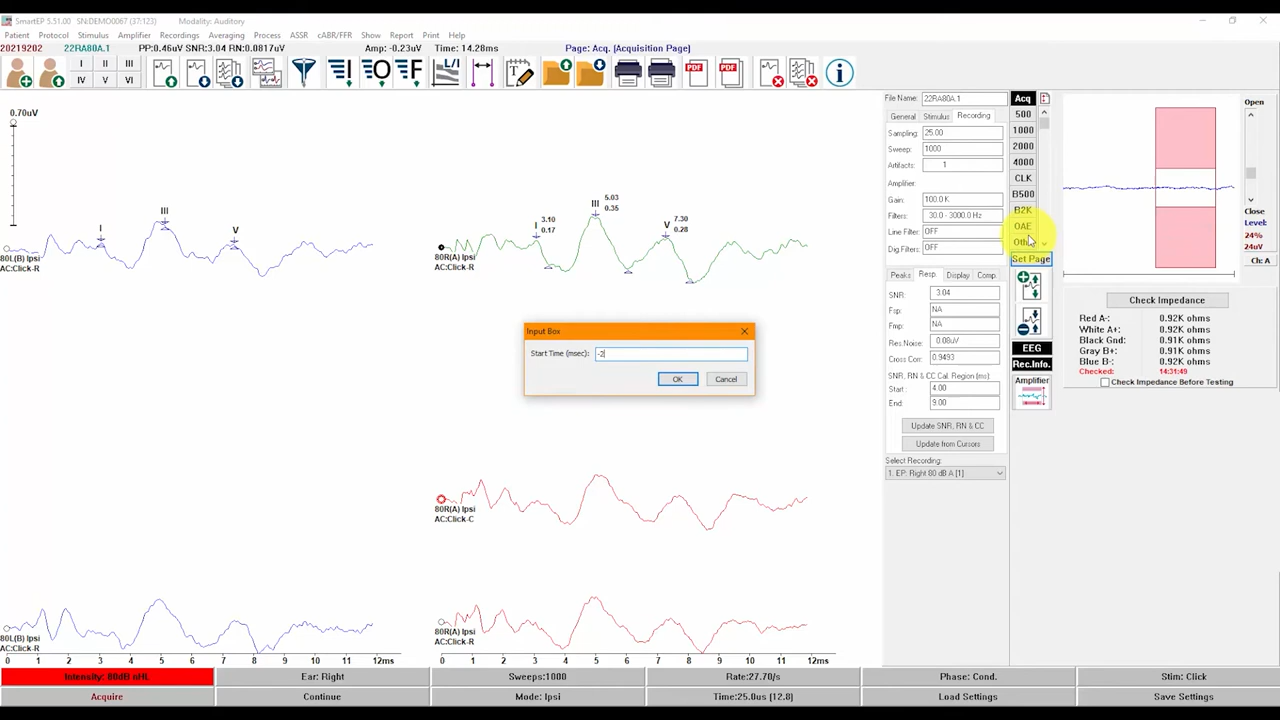 SmartEP 5.51.00 SN:DEMO0067 (37:123) Modality: Auditory
Patient Protocol Stimulus Amplifier Recordings Averaging Process ASSR cABR/FFR Show Report Print Help
20219202 22RA80A.1 PP:0.46uV SNR:3.04 RN:0.0817uV Amp: -0.23uV Time: 14.28ms Page: Acq. (Acquisition Page)
I II III
IV V VI
PDF PDF
0.70uV
I III V
80L(B) Ipsi
AC:Click-R
I 3.10
0.17
III 5.03
0.35
V 7.30
0.28
80R(A) Ipsi
AC:Click-R
Input Box
Start Time (msec): -2
OK Cancel
80R(A) Ipsi
AC:Click-C
80L(B) Ipsi
AC:Click-R
80R(A) Ipsi
AC:Click-R
0 1 2 3 4 5 6 7 8 9 10 11 12ms
0 1 2 3 4 5 6 7 8 9 10 11 12ms
File Name: 22RA80A.1
General Stimulus Recording
Sampling: 25.00
Sweep: 1000
Artifacts: 1
Amplifier:
Gain: 100.0 K
Filters: 30.0 - 3000.0 Hz
Line Filter: OFF
Dig.Filters: OFF
Peaks Resp. Display Comp.
SNR: 3.04
Fsp: NA
Fmp: NA
Res.Noise: 0.08uV
Cross Corr: 0.9493
SNR, RN & CC Cal. Region (ms)
Start : 4.00
End: 9.00
Update SNR, RN & CC
Update from Cursors
Select Recording:
1. EP: Right 80 dB A [1]
Acq
500
1000
2000
4000
CLK
B500
B2K
OAE
Set Page
EEG
Rec.Info.
Amplifier
Open
Close
Level:
24%
24uV
Ch: A
Check Impedance
Red A-: 0.92K ohms
White A+: 0.92K ohms
Black Gnd: 0.91K ohms
Gray B+: 0.91K ohms
Blue B-: 0.92K ohms
Checked: 14:31:49
Check Impedance Before Testing
Intensity: 80dB nHL Ear: Right Sweeps:1000 Rate:27.70/s Phase: Cond. Stim: Click
Acquire Continue Mode: Ipsi Time:25.0us (12.8) Load Settings Save Settings